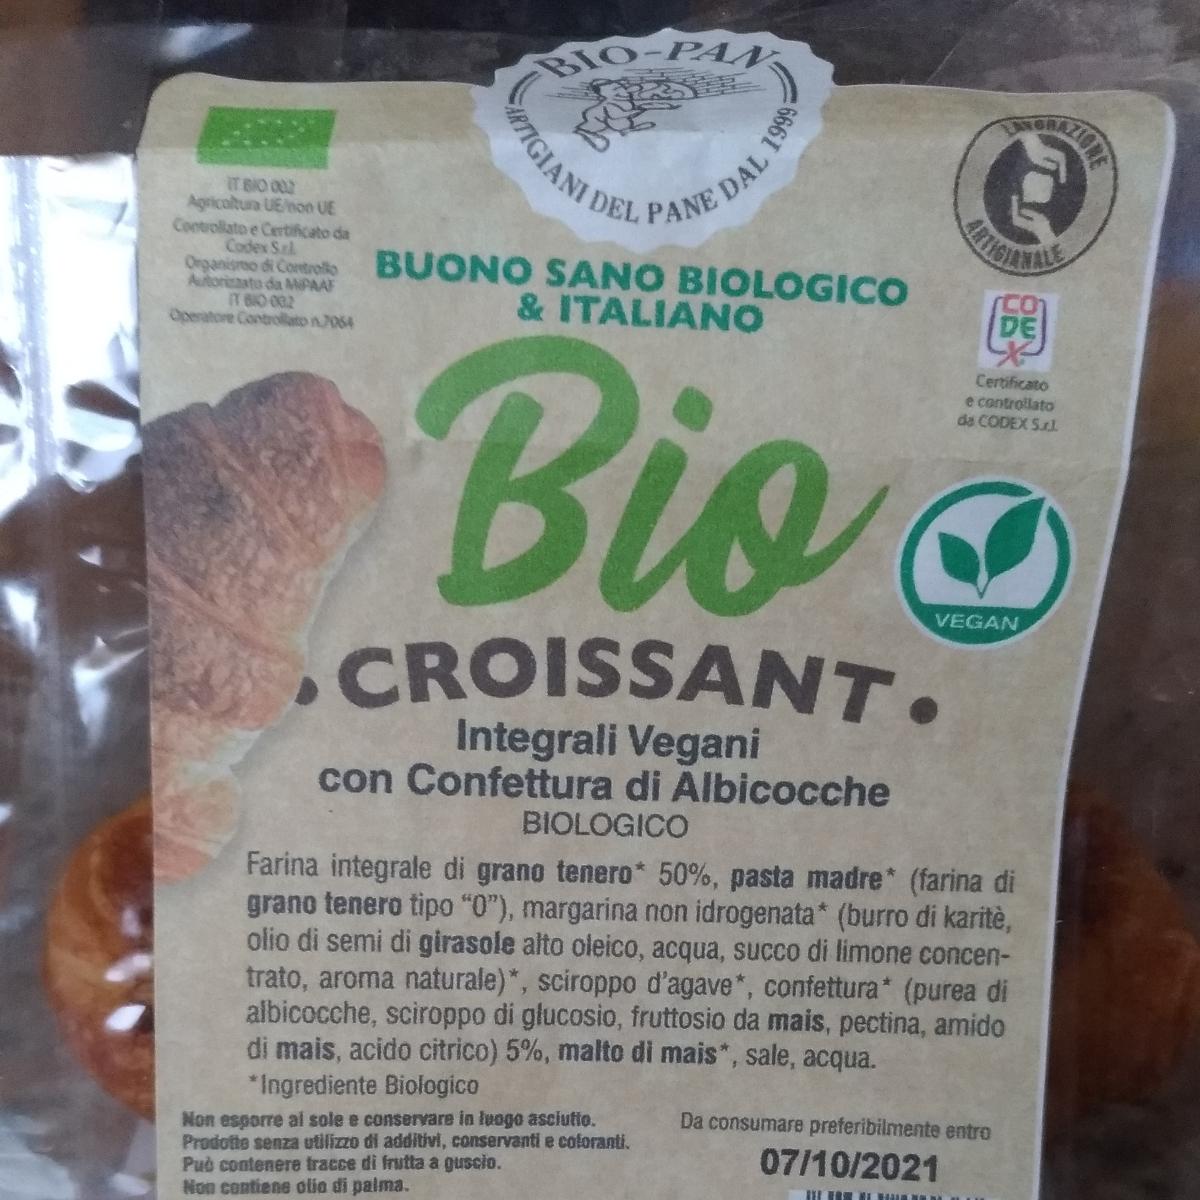 BIO-PAN
ARTIGIANI DEL PANE DAL 1999
IT BIO 002
Agricoltura UE/non UE
Controllato e Certificato da
Codex S.r.l.
Organismo di Controllo
Autorizzato da MiPAAF
IT BIO 002
Operatore Controllato n.7064
LAVORAZIONE
ARTIGIANALE
BUONO SANO BIOLOGICO
& ITALIANO
CO
DE
X
Certificato
e controllato
da CODEX S.r.l.
Bio
VEGAN
• CROISSANT •
Integrali Vegani
con Confettura di Albicocche
BIOLOGICO
Farina integrale di grano tenero* 50%, pasta madre* (farina di
grano tenero tipo “0”), margarina non idrogenata* (burro di karitè,
olio di semi di girasole alto oleico, acqua, succo di limone concen-
trato, aroma naturale)*, sciroppo d’agave*, confettura* (purea di
albicocche, sciroppo di glucosio, fruttosio da mais, pectina, amido
di mais, acido citrico) 5%, malto di mais*, sale, acqua.
*Ingrediente Biologico
Non esporre al sole e conservare in luogo asciutto.
Prodotto senza utilizzo di additivi, conservanti e coloranti.
Può contenere tracce di frutta a guscio.
Non contiene olio di palma.
Da consumare preferibilmente entro
07/10/2021